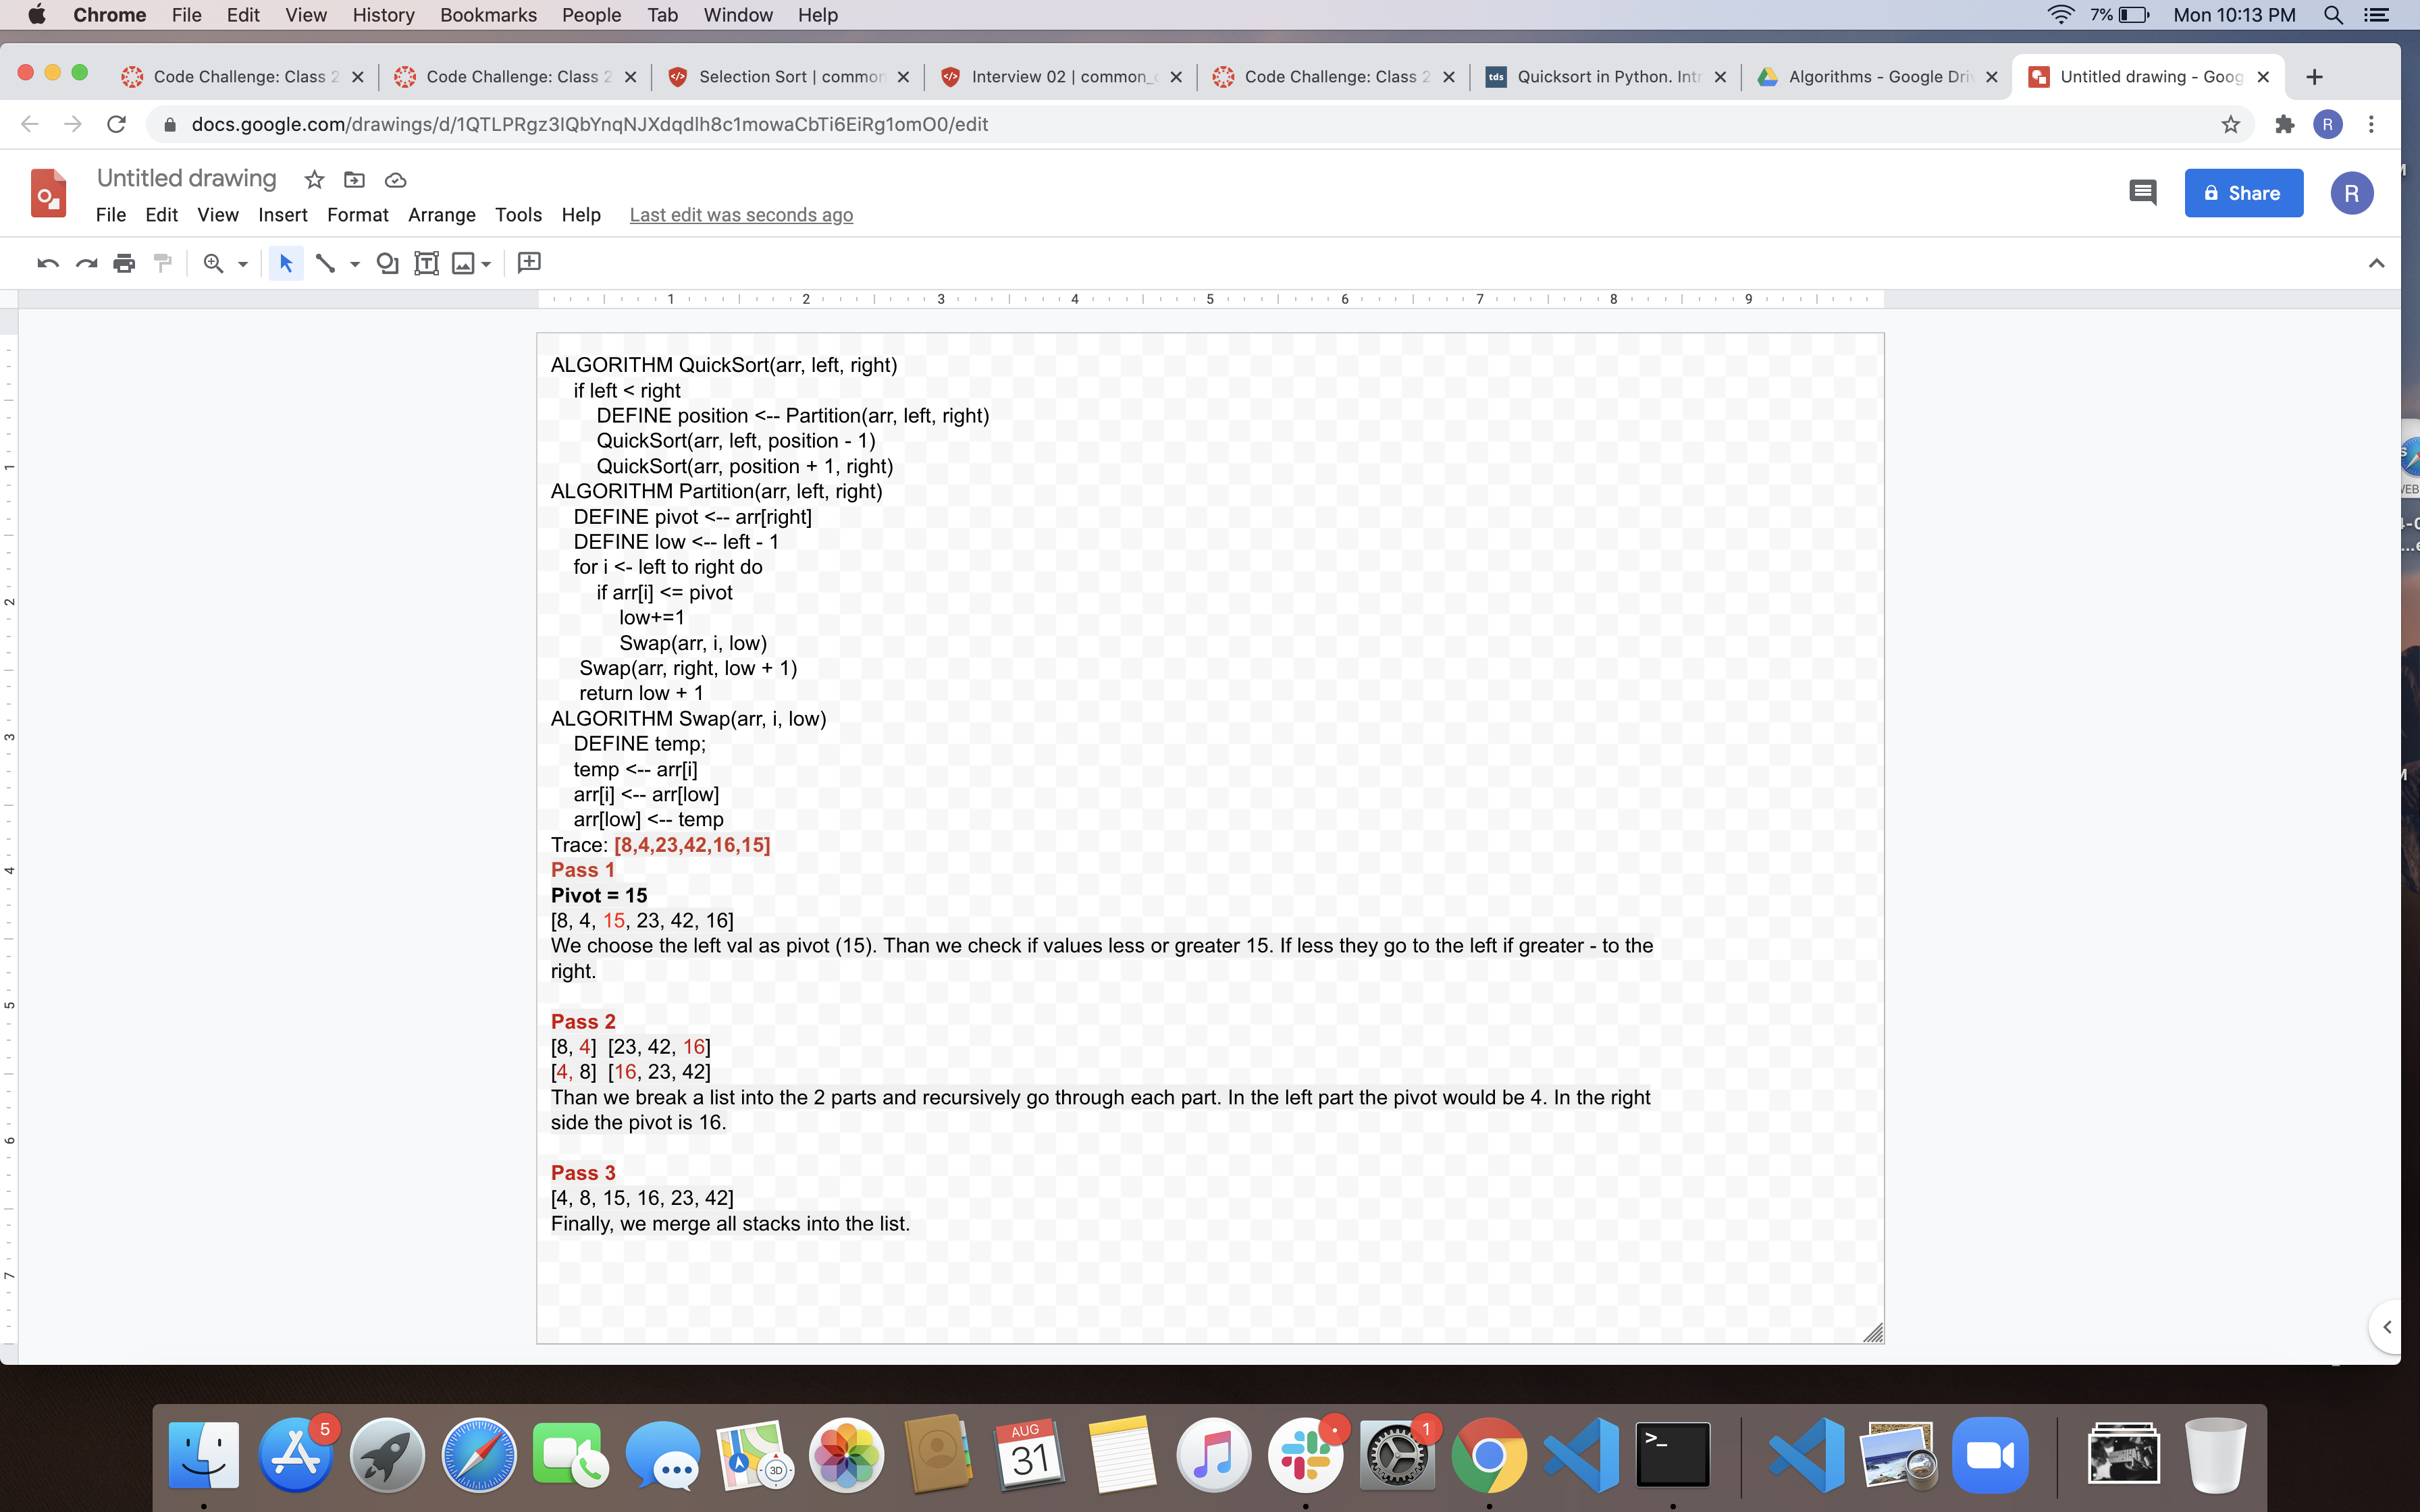 Chrome File Edit View History Bookmarks People Tab Window Help 7% Mon 10:13 PM
Code Challenge: Class 2 Code Challenge: Class 2 Selection Sort | common Interview 02 | common_ Code Challenge: Class 2 tds Quicksort in Python. Intr Algorithms - Google Driv Untitled drawing - Goog
docs.google.com/drawings/d/1QTLPRgz3IQbYnqNJXdqdlh8c1mowaCbTi6EiRg1omO0/edit R
Untitled drawing
File Edit View Insert Format Arrange Tools Help Last edit was seconds ago
Share R
1 2 3 4 5 6 7 8 9
1
2
3
4
5
6
7
ALGORITHM QuickSort(arr, left, right)
if left < right
DEFINE position <-- Partition(arr, left, right)
QuickSort(arr, left, position - 1)
QuickSort(arr, position + 1, right)
ALGORITHM Partition(arr, left, right)
DEFINE pivot <-- arr[right]
DEFINE low <-- left - 1
for i <- left to right do
if arr[i] <= pivot
low+=1
Swap(arr, i, low)
Swap(arr, right, low + 1)
return low + 1
ALGORITHM Swap(arr, i, low)
DEFINE temp;
temp <-- arr[i]
arr[i] <-- arr[low]
arr[low] <-- temp
Trace: [8,4,23,42,16,15]
Pass 1
Pivot = 15
[8, 4, 15, 23, 42, 16]
We choose the left val as pivot (15). Than we check if values less or greater 15. If less they go to the left if greater - to the
right.
Pass 2
[8, 4] [23, 42, 16]
[4, 8] [16, 23, 42]
Than we break a list into the 2 parts and recursively go through each part. In the left part the pivot would be 4. In the right
side the pivot is 16.
Pass 3
[4, 8, 15, 16, 23, 42]
Finally, we merge all stacks into the list.
5
3D
AUG
31
1
>_